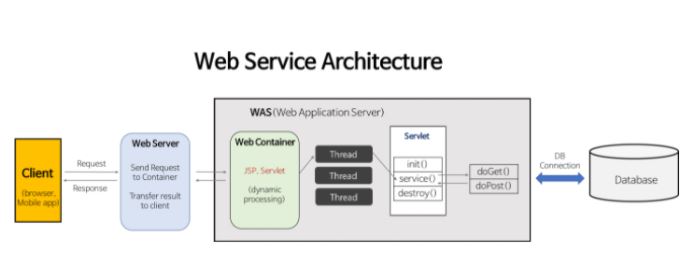 Web Service Architecture
WAS(Web Application Server)
Client
(browser,
Mobile app)
Request
Response
Web Server
Send Request
to Container
Transfer result
to client
Web Container
JSP, Servlet
(dynamic
processing)
Thread
Thread
Thread
Servlet
init()
service()
destroy()
doGet()
doPost()
DB
Connection
Database